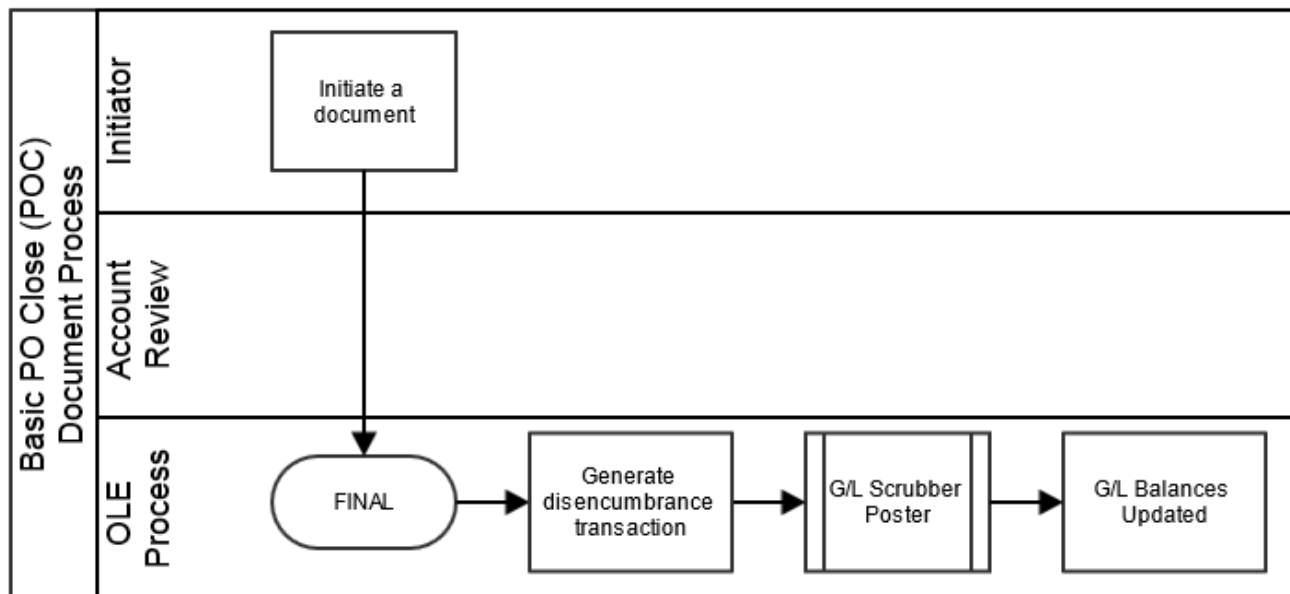 Basic PO Close (POC)
Document Process
Initiator
Initiate a
document
Account
Review
OLE
Process
FINAL
Generate
disencumbrance
transaction
G/L Scrubber
Poster
G/L Balances
Updated